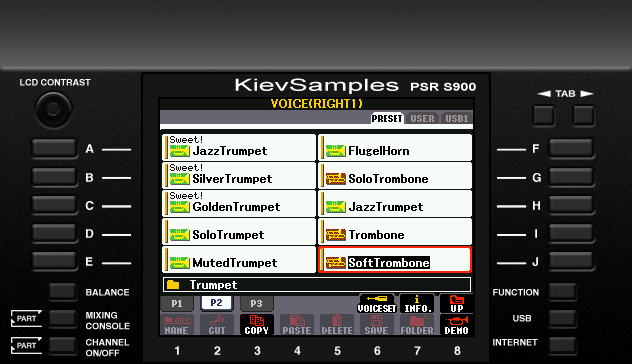 KievSamples PSR S900
LCD CONTRAST
VOICE(RIGHT1)
◄ TAB ►
PRESET USER USB1
Sweet!
A JazzTrumpet FlugelHorn F
Sweet!
B SilverTrumpet SoloTrombone G
Sweet!
C GoldenTrumpet JazzTrumpet H
D SoloTrumpet Trombone I
E MutedTrumpet SoftTrombone J
Trumpet
BALANCE FUNCTION
P1 P2 P3 VOICESET INFO. UP
PART MIXING CONSOLE USB
NAME CUT COPY PASTE DELETE SAVE FOLDER DEMO
PART CHANNEL ON/OFF INTERNET
1 2 3 4 5 6 7 8